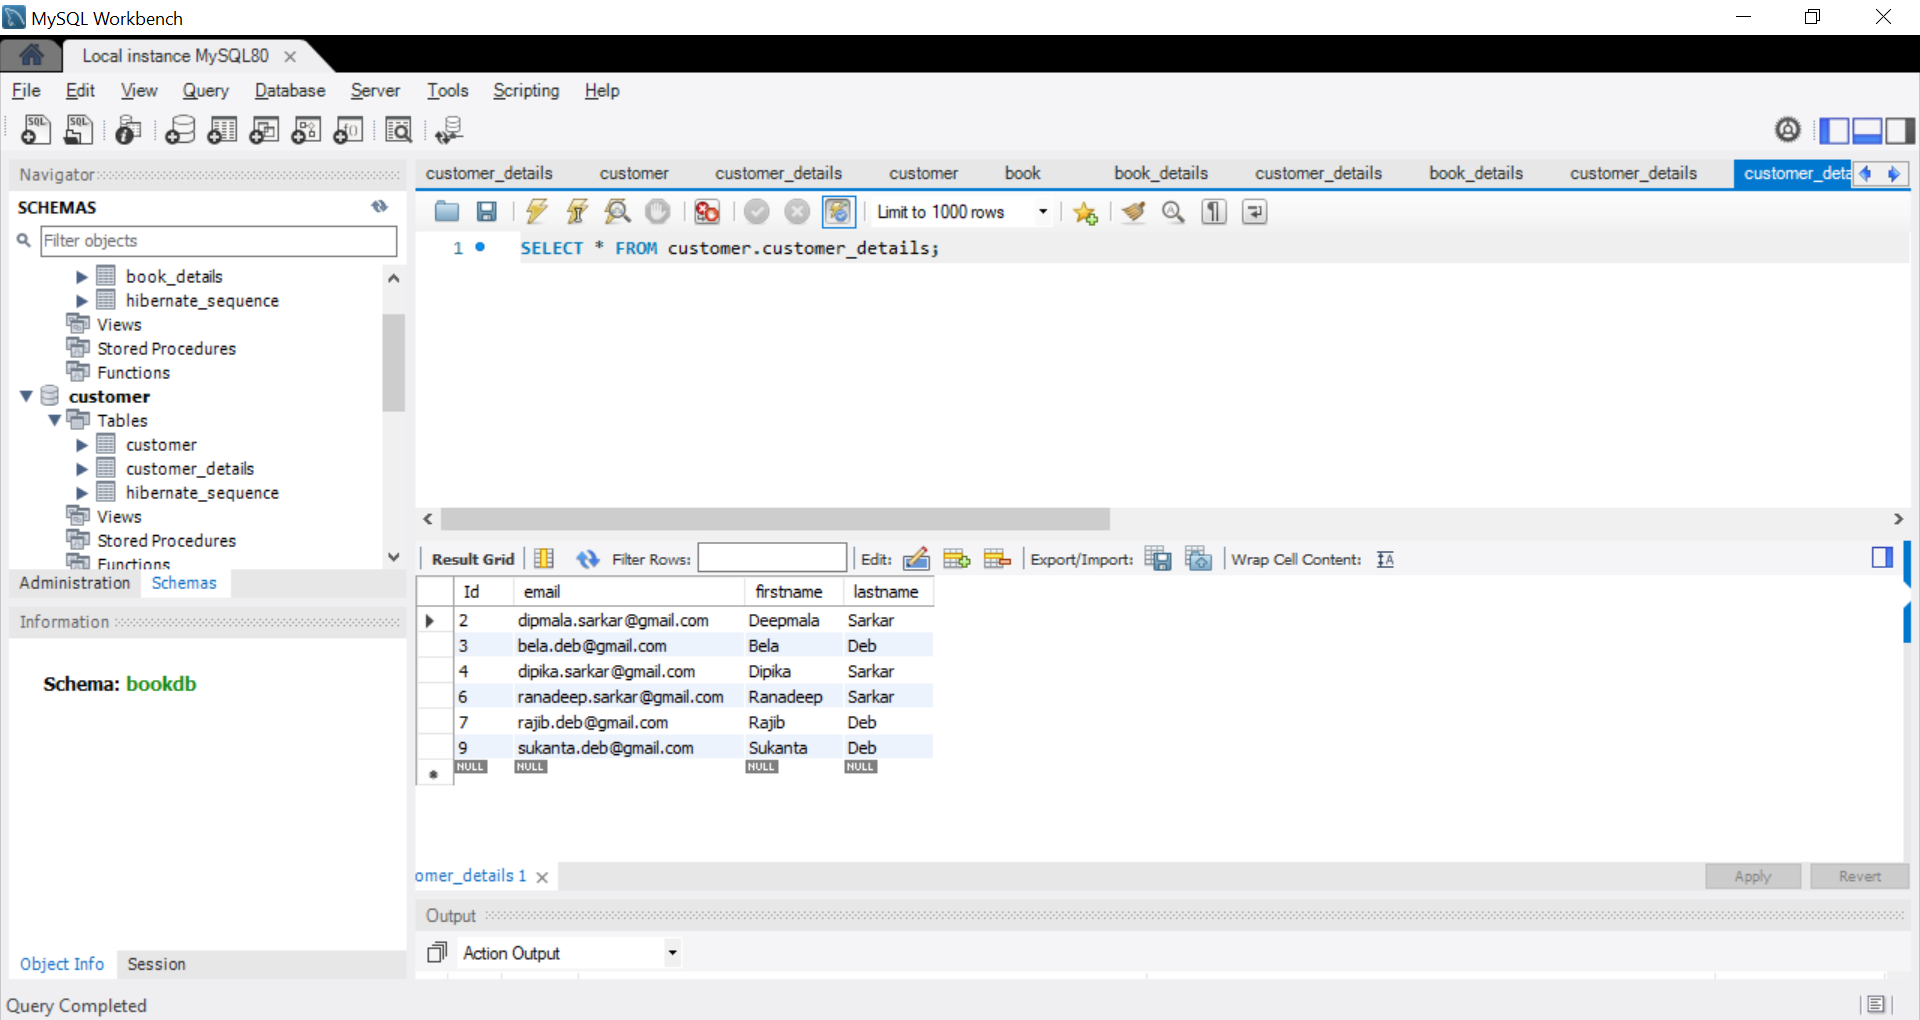 MySQL Workbench
Local instance MySQL80
File Edit View Query Database Server Tools Scripting Help
Navigator
SCHEMAS
Filter objects
book_details
hibernate_sequence
Views
Stored Procedures
Functions
customer
Tables
customer
customer_details
hibernate_sequence
Views
Stored Procedures
Functions
Administration Schemas
Information
Schema: bookdb
Object Info Session
customer_details customer customer_details customer book book_details customer_details book_details customer_details customer_deta
Limit to 1000 rows
1 SELECT * FROM customer.customer_details;
Result Grid Filter Rows: Edit: Export/Import: Wrap Cell Content:
Id email firstname lastname
2 dipmala.sarkar@gmail.com Deepmala Sarkar
3 bela.deb@gmail.com Bela Deb
4 dipika.sarkar@gmail.com Dipika Sarkar
6 ranadeep.sarkar@gmail.com Ranadeep Sarkar
7 rajib.deb@gmail.com Rajib Deb
9 sukanta.deb@gmail.com Sukanta Deb
NULL NULL NULL NULL
omer_details 1 Apply Revert
Output
Action Output
Query Completed